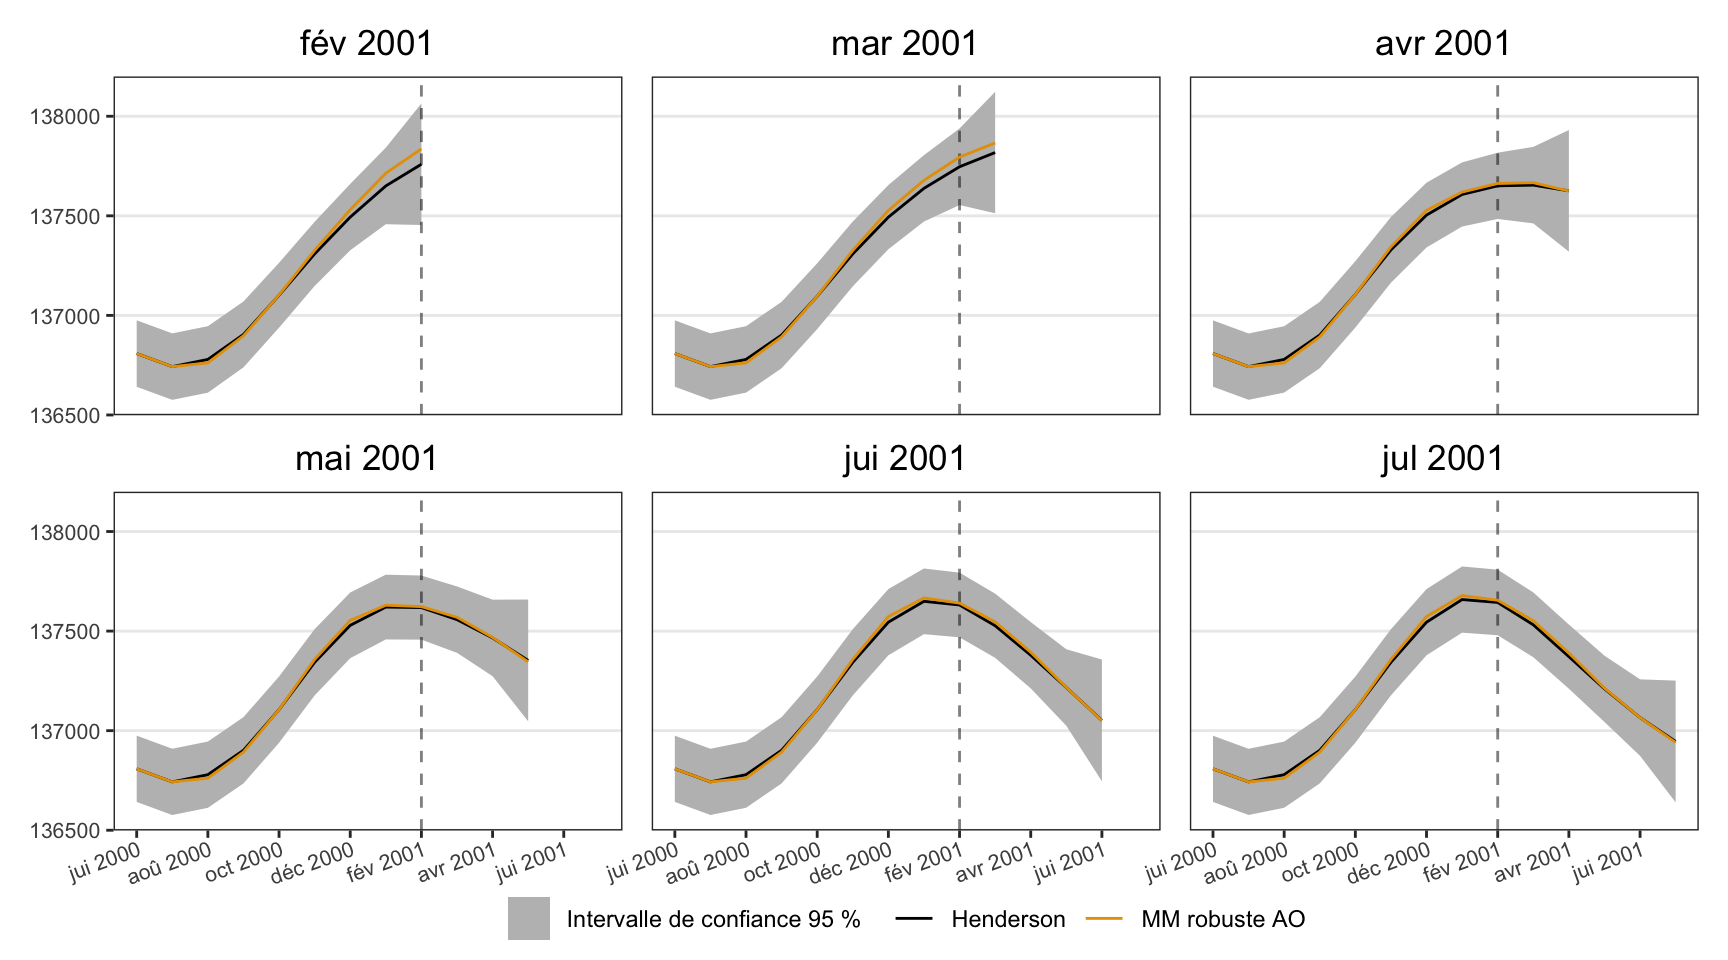 fév 2001
mar 2001
avr 2001
138000
137500
137000
136500
mai 2001
jui 2001
jul 2001
138000
137500
137000
136500
jui 2000
aoû 2000
oct 2000
déc 2000
fév 2001
avr 2001
jui 2001
jui 2000
aoû 2000
oct 2000
déc 2000
fév 2001
avr 2001
jui 2001
jui 2000
aoû 2000
oct 2000
déc 2000
fév 2001
avr 2001
jui 2001
Intervalle de confiance 95 %
Henderson
MM robuste AO